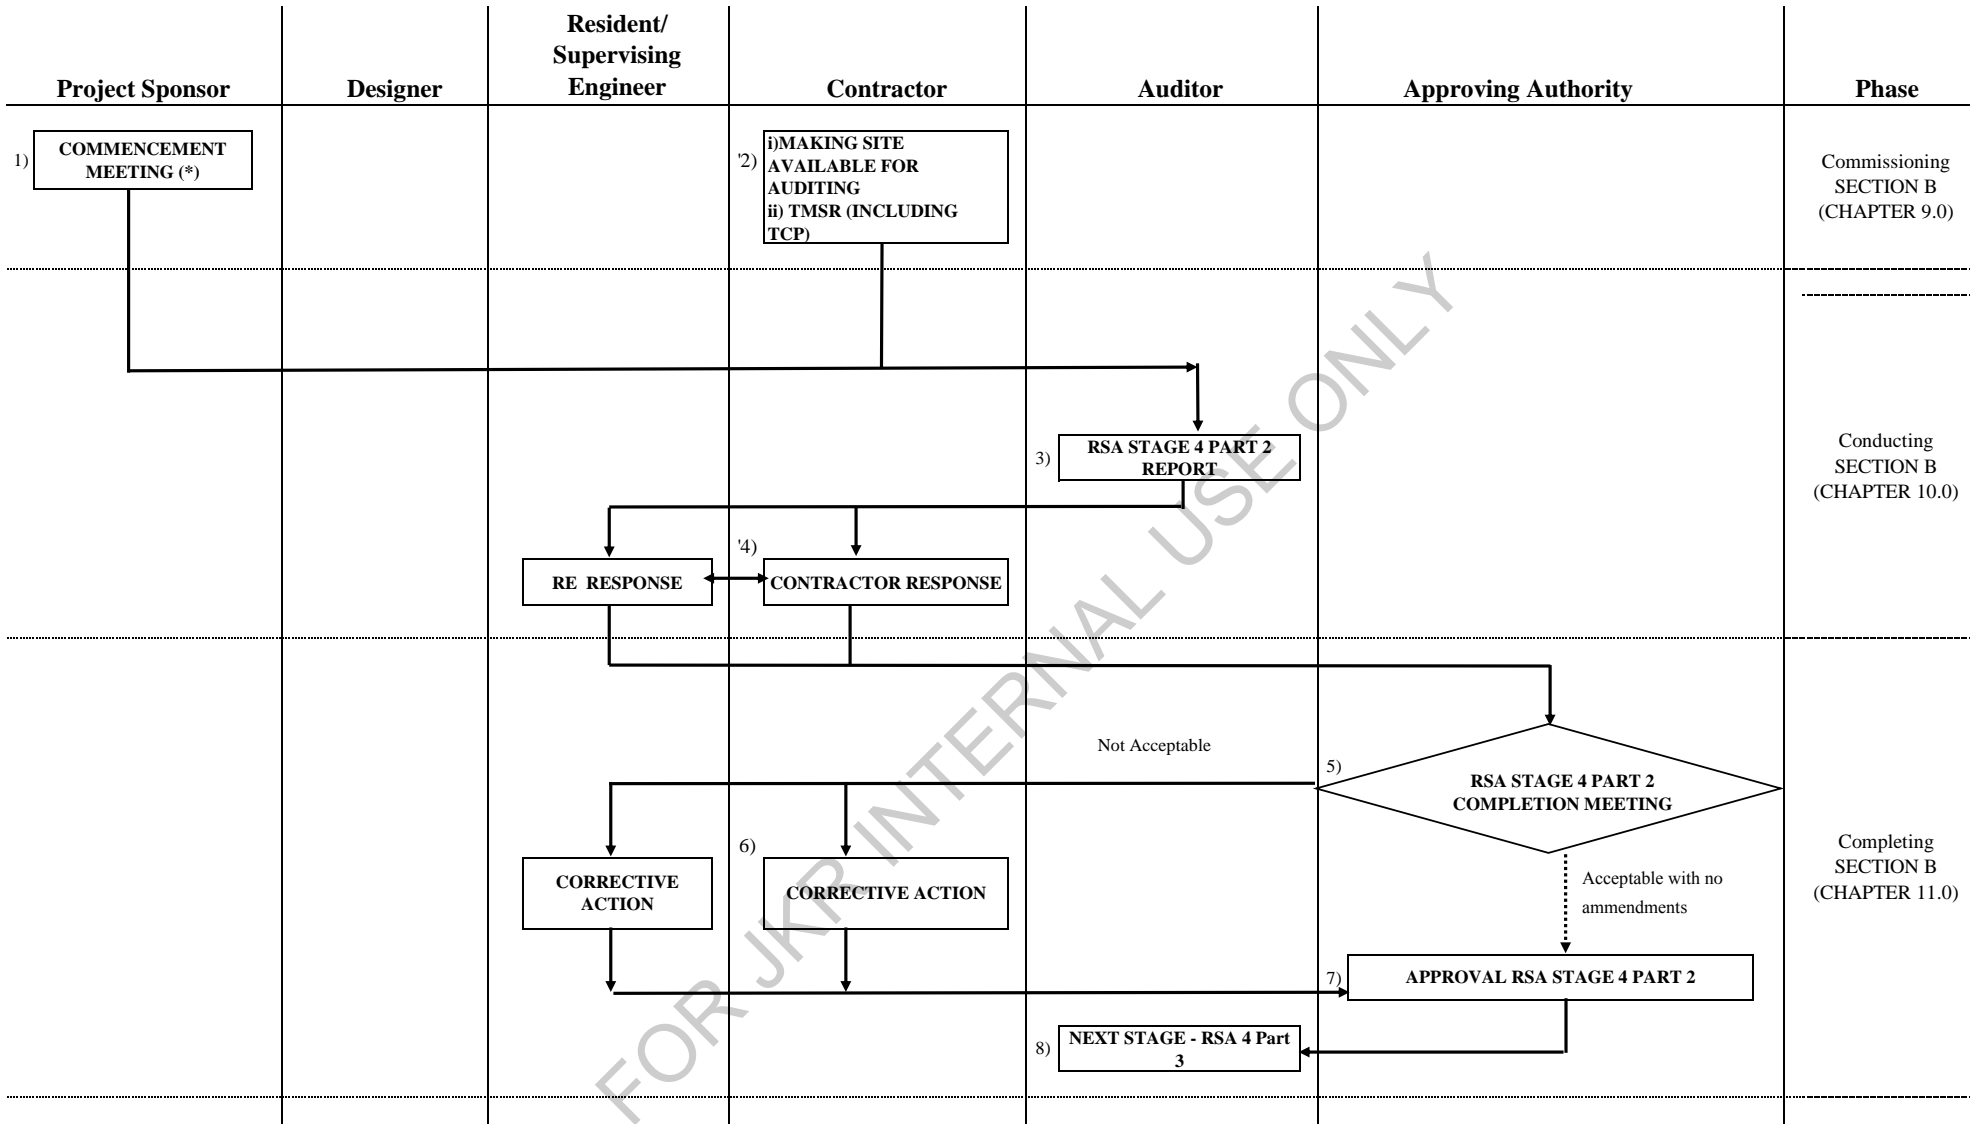 Resident/
Supervising
Engineer
Project Sponsor
Designer
Contractor
Auditor
Approving Authority
Phase
1)
COMMENCEMENT
MEETING (*)
'2)
i)MAKING SITE
AVAILABLE FOR
AUDITING
ii) TMSR (INCLUDING
TCP)
Commissioning
SECTION B
(CHAPTER 9.0)
3)
RSA STAGE 4 PART 2
REPORT
Conducting
SECTION B
(CHAPTER 10.0)
RE  RESPONSE
'4)
CONTRACTOR RESPONSE
Not Acceptable
5)
RSA STAGE 4 PART 2
COMPLETION MEETING
CORRECTIVE
ACTION
6)
CORRECTIVE ACTION
Acceptable with no
ammendments
Completing
SECTION B
(CHAPTER 11.0)
7)
APPROVAL RSA STAGE 4 PART 2
8)
NEXT STAGE - RSA 4 Part
3
FOR JKR INTERNAL USE ONLY